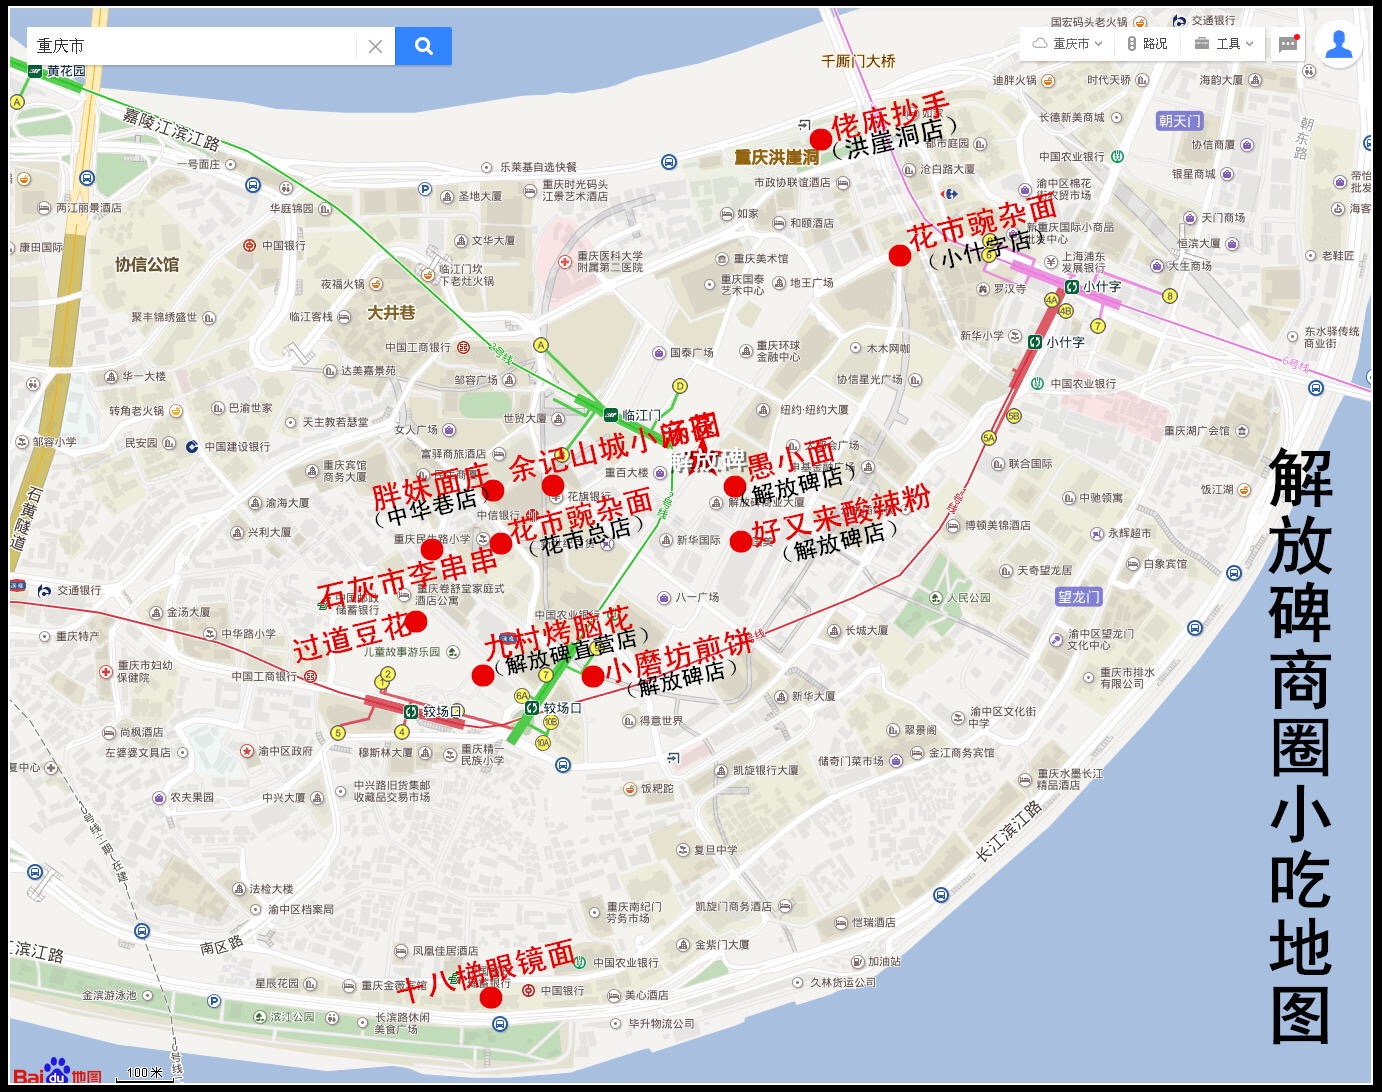 重庆市
重庆市
路况
工具
国宏码头老火锅
交通银行
黄花园
千厮门大桥
迪胖火锅
时代天骄
海韵大厦
嘉陵江滨江路
佬麻抄手
（洪崖洞店）
如家
都市庭园
长德新美商城
朝天门
朝东路
一号面庄
乐莱基自选快餐
重庆洪崖洞
沧白路大厦
中国农业银行
协信商厦
银星商城
两江丽景酒店
华庭锦园
圣地大厦
重庆时光码头
江景艺术酒店
市政协联谊酒店
渝中区棉花
街农贸市场
康田国际
中国银行
文华大厦
如家
和颐酒店
花市豌杂面
（小什字店）
新重庆国际小商品
批发中心
天门商场
恒滨大厦
老鞋匠
协信公馆
临江门坎
下老灶火锅
重庆医科大学
附属第二医院
重庆美术馆
上海浦东
发展银行
大生商场
夜福火锅
重庆国泰
艺术中心
地王广场
罗汉寺
小什字
聚丰锦绣盛世
临江客栈
大井巷
新华小学
小什字
东水驿传统
商业街
中国工商银行
2号线
国泰广场
重庆环球
金融中心
木木网咖
6号线
华一大楼
达美嘉景苑
邹容广场
协信星光广场
中国农业银行
转角老火锅
巴渝世家
天主教若瑟堂
世贸大厦
临江门
纽约·纽约大厦
邹容小学
民安园
中国建设银行
女人广场
重庆湖广会馆
富驿商旅酒店
余记山城小汤圆
解放碑
愚小面
（解放碑店）
重庆宾馆
商务大厦
胖妹面庄
（中华巷店）
重百大楼
申基金融广场
联合国际
石黄隧道
渝海大厦
花旗银行
解放碑商业大厦
中驰领寓
饭江湖
兴利大厦
中信银行
花市豌杂面
（花市总店）
2号线
好又来酸辣粉
（解放碑店）
博顿美锦酒店
永辉超市
重庆民生路小学
新华国际
白象宾馆
石灰市李串串
天奇望龙居
交通银行
重庆卷舒堂家庭式
酒店公寓
八一广场
人民公园
望龙门
金汤大厦
储蓄银行
中国农业银行
过道豆花
九村烤脑花
（解放碑直营店）
重庆特产
中华路小学
长城大厦
渝中区望龙门
文化中心
儿童故事游乐园
小磨坊煎饼
（解放碑店）
重庆市妇幼
保健院
中国工商银行
重庆市排水
有限公司
较场口
较场口
新华大厦
尚枫酒店
得意世界
渝中区文化街
中学
左婆婆文具店
渝中区政府
穆斯林大厦
重庆精一
民族小学
翠景阁
储奇门菜市场
金江商务宾馆
农夫果园
中兴大厦
中兴路旧货集邮
收藏品交易市场
凯旋银行大厦
重庆水墨长江
精品酒店
饭粑跎
长江滨江路
复旦中学
法检大楼
渝中区档案局
重庆南纪门
劳务市场
凯旋门商务酒店
恺瑞酒店
南区路
凤凰佳居酒店
金紫门大厦
加油站
十八梯眼镜面
中国农业银行
星辰花园
重庆金薇宾馆
中国银行
美心酒店
久林货运公司
金滨游泳池
滨江公园
长滨路休闲
美食广场
毕升物流公司
Bai du 地图
100 米
解放碑商圈小吃地图